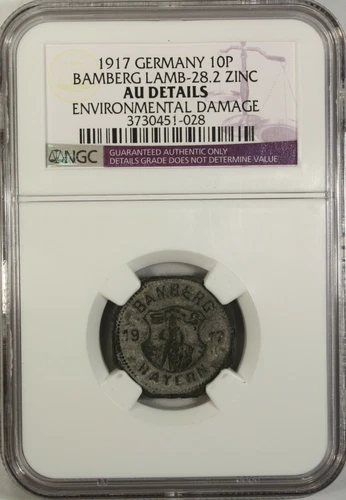 1917 GERMANY 10P
BAMBERG LAMB-28.2 ZINC
AU DETAILS
ENVIRONMENTAL DAMAGE
3730451-028
NGC
GUARANTEED AUTHENTIC ONLY
DETAILS GRADE DOES NOT DETERMINE VALUE
BAMBERG
19 17
BAYERN